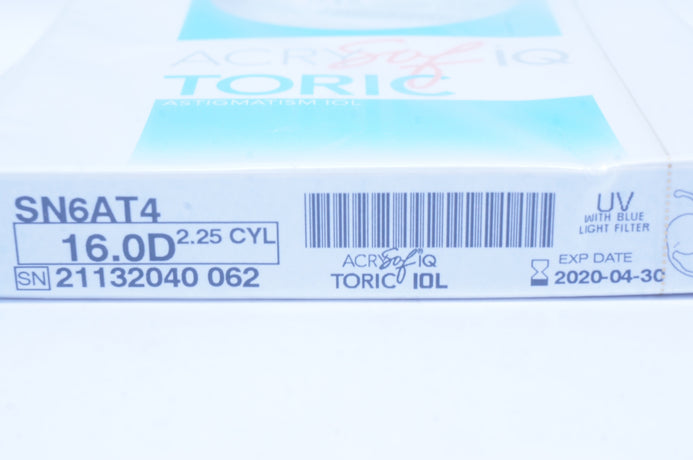 ACRYSof iQ
TORIC
ASTIGMATISM IOL
SN6AT4
16.0D 2.25 CYL
SN 21132040 062
ACRYSof iQ
TORIC IOL
UV
WITH BLUE
LIGHT FILTER
EXP DATE
2020-04-30